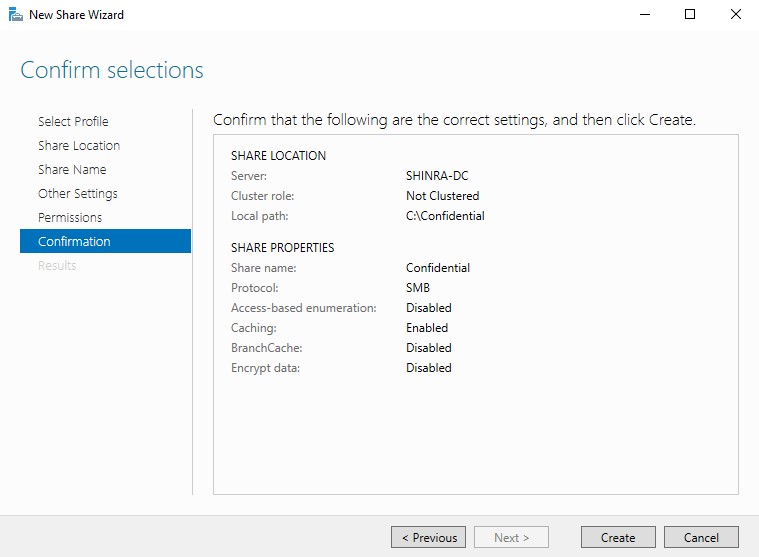 New Share Wizard
Confirm selections
Select Profile
Share Location
Share Name
Other Settings
Permissions
Confirmation
Results
Confirm that the following are the correct settings, and then click Create.
SHARE LOCATION
Server: SHINRA-DC
Cluster role: Not Clustered
Local path: C:\Confidential
SHARE PROPERTIES
Share name: Confidential
Protocol: SMB
Access-based enumeration: Disabled
Caching: Enabled
BranchCache: Disabled
Encrypt data: Disabled
< Previous Next > Create Cancel